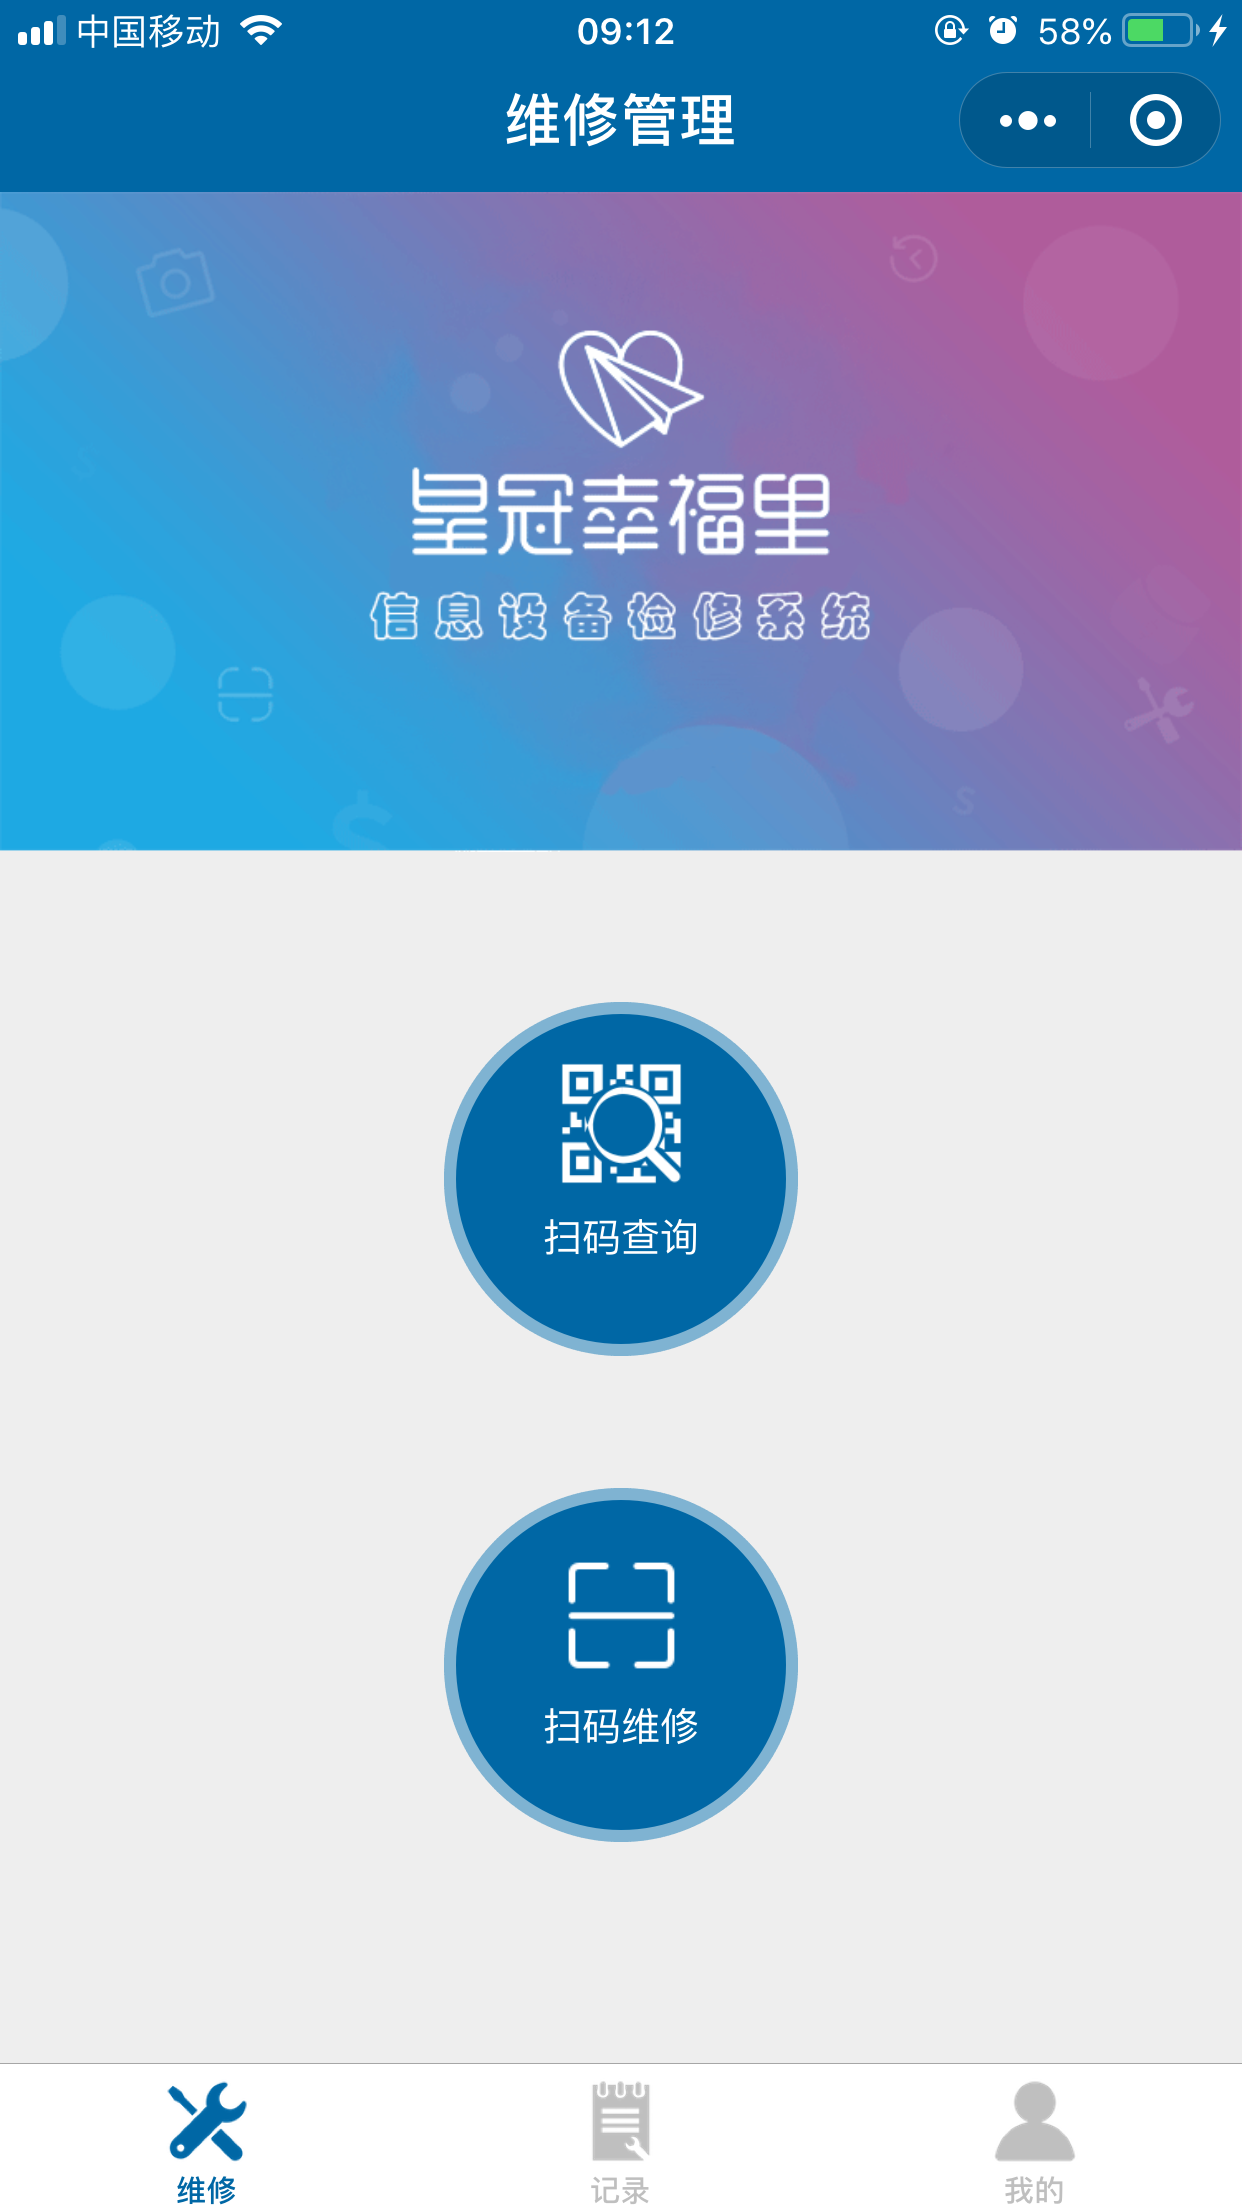 中国移动 09:12 58%
维修管理
皇冠幸福里
信息设备检修系统
扫码查询
扫码维修
维修 记录 我的